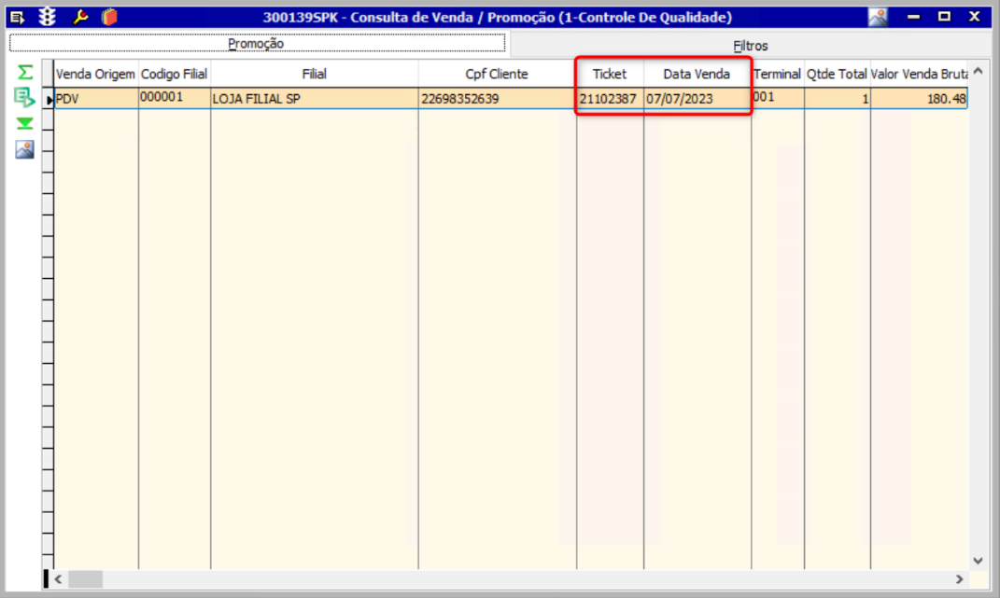 300139SPK - Consulta de Venda / Promoção (1-Controle De Qualidade)
Promoção Filtros
Venda Origem Codigo Filial Filial Cpf Cliente Ticket Data Venda Terminal Qtde Total Valor Venda Bruta
PDV 000001 LOJA FILIAL SP 22698352639 21102387 07/07/2023 001 1 180.48